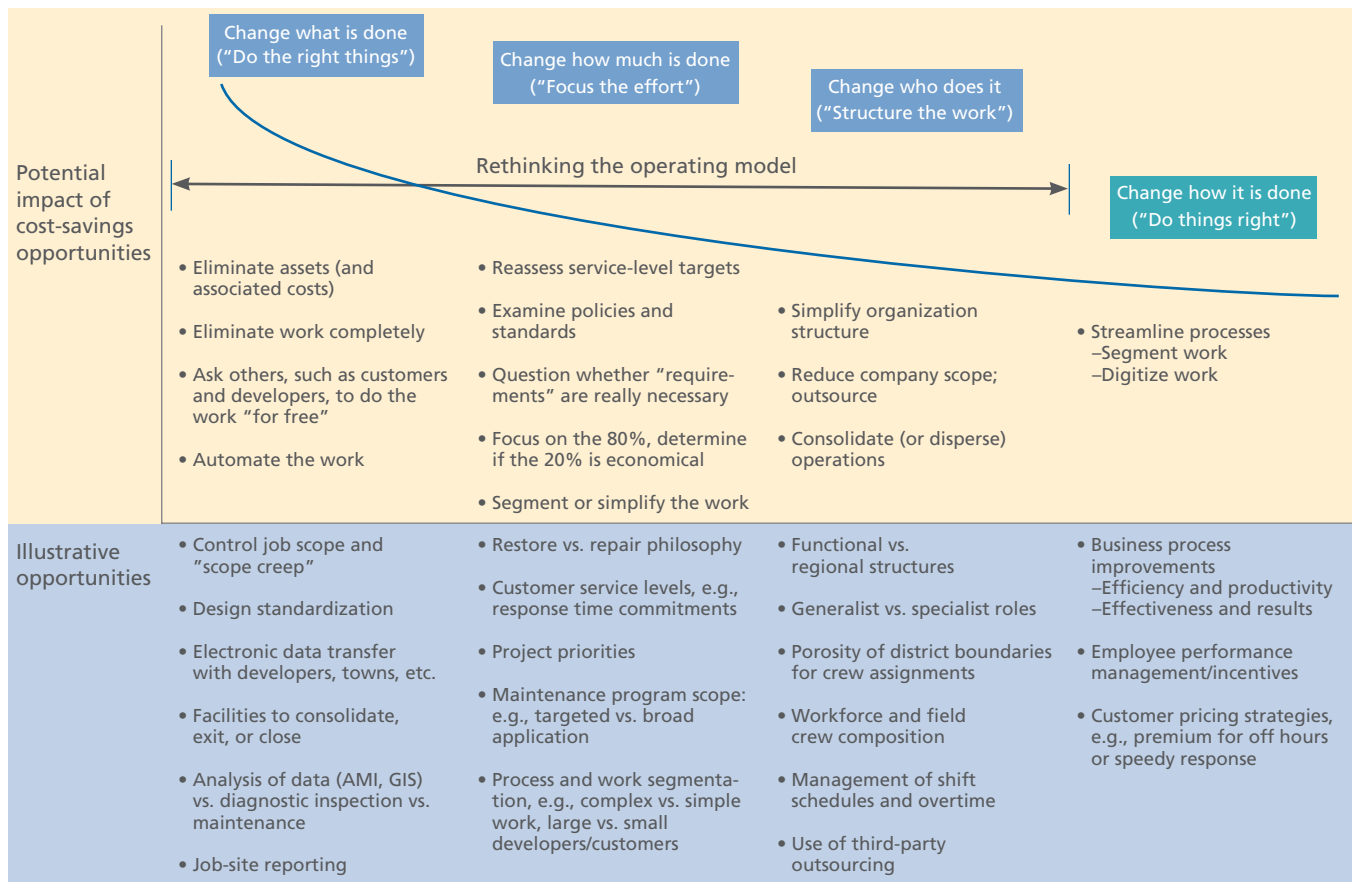 Change what is done
(“Do the right things”)
Change how much is done
(“Focus the effort”)
Change who does it
(“Structure the work”)
Rethinking the operating model
Change how it is done
(“Do things right”)
Potential
impact of
cost-savings
opportunities
• Eliminate assets (and
associated costs)
• Eliminate work completely
• Ask others, such as customers
and developers, to do the
work “for free”
• Automate the work
• Reassess service-level targets
• Examine policies and
standards
• Question whether “require-
ments” are really necessary
• Focus on the 80%, determine
if the 20% is economical
• Segment or simplify the work
• Simplify organization
structure
• Reduce company scope;
outsource
• Consolidate (or disperse)
operations
• Streamline processes
–Segment work
–Digitize work
Illustrative
opportunities
• Control job scope and
”scope creep”
• Design standardization
• Electronic data transfer
with developers, towns, etc.
• Facilities to consolidate,
exit, or close
• Analysis of data (AMI, GIS)
vs. diagnostic inspection vs.
maintenance
• Job-site reporting
• Restore vs. repair philosophy
• Customer service levels, e.g.,
response time commitments
• Project priorities
• Maintenance program scope:
e.g., targeted vs. broad
application
• Process and work segmenta-
tion, e.g., complex vs. simple
work, large vs. small
developers/customers
• Functional vs.
regional structures
• Generalist vs. specialist roles
• Porosity of district boundaries
for crew assignments
• Workforce and field
crew composition
• Management of shift
schedules and overtime
• Use of third-party
outsourcing
• Business process
improvements
–Efficiency and productivity
–Effectiveness and results
• Employee performance
management/incentives
• Customer pricing strategies,
e.g., premium for off hours
or speedy response